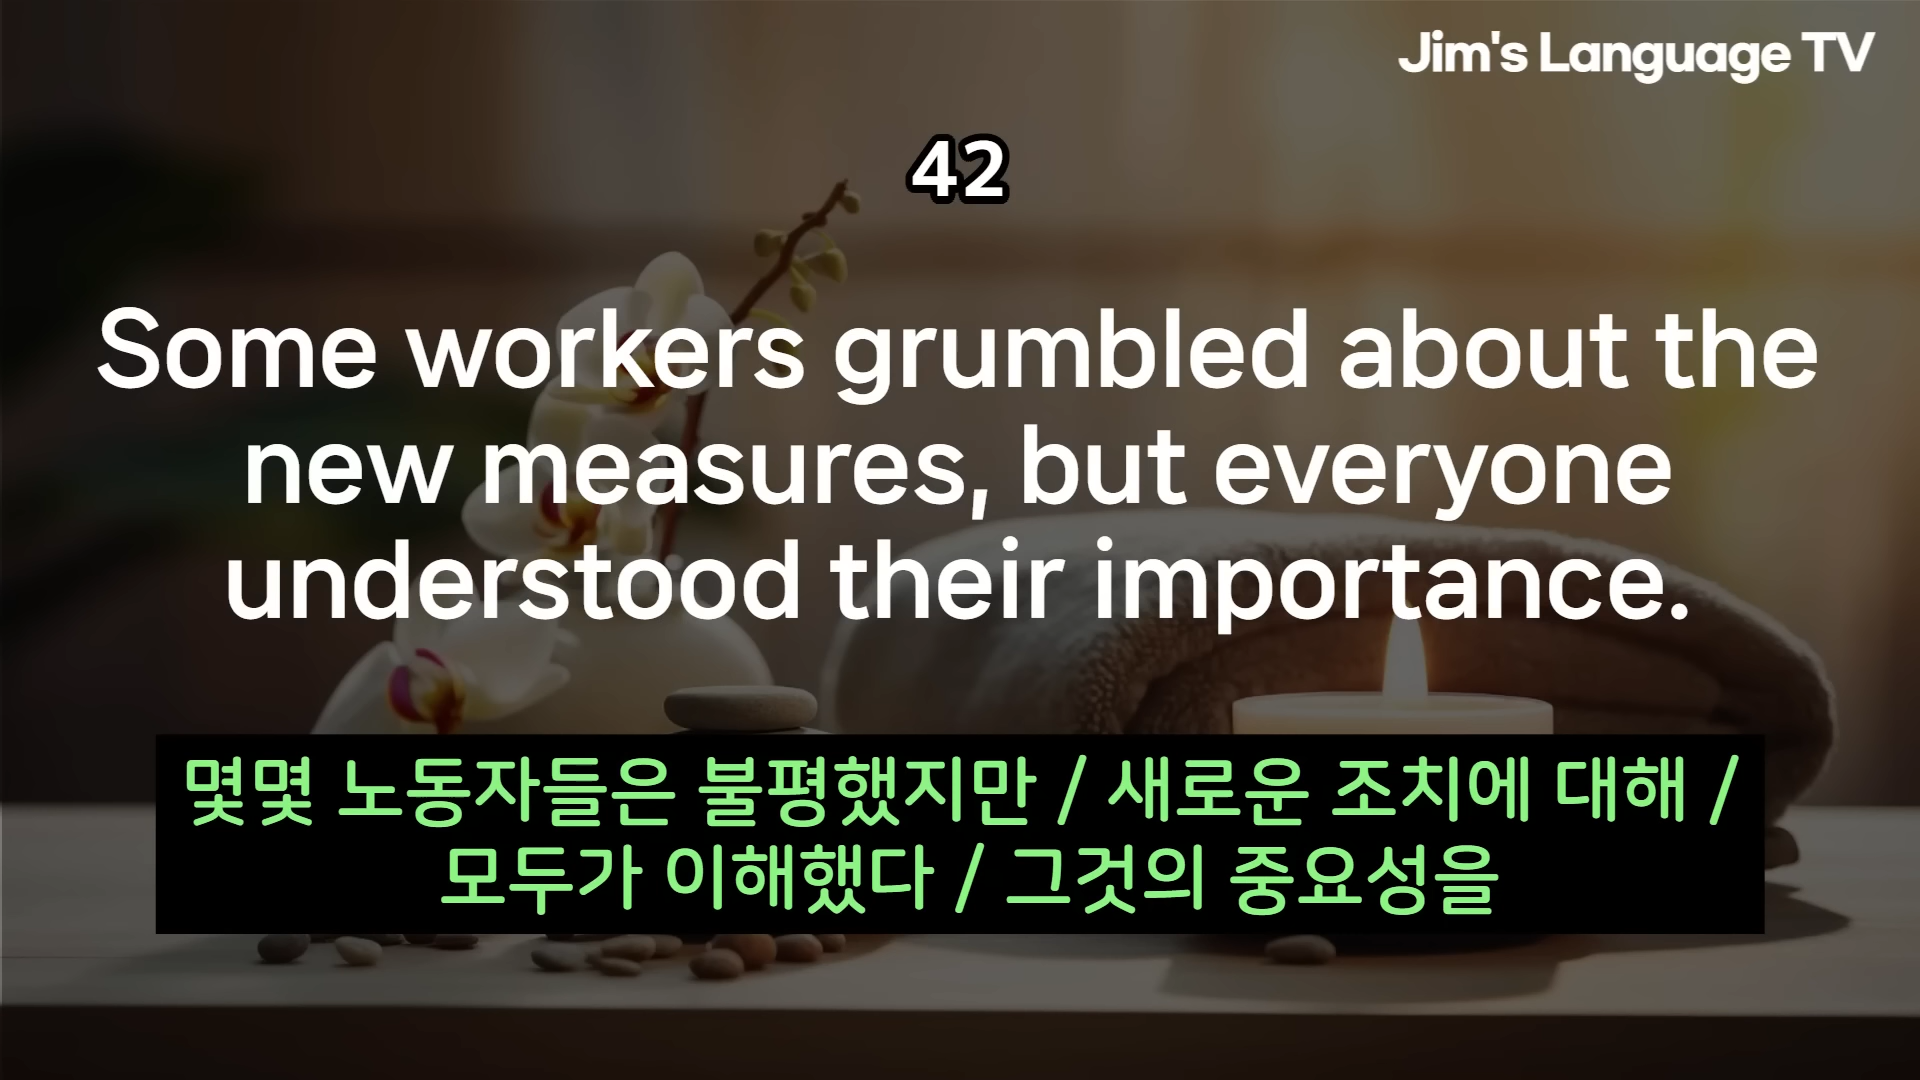 Jim's Language TV
42
Some workers grumbled about the
new measures, but everyone
understood their importance.
몇몇 노동자들은 불평했지만 / 새로운 조치에 대해 /
모두가 이해했다 / 그것의 중요성을